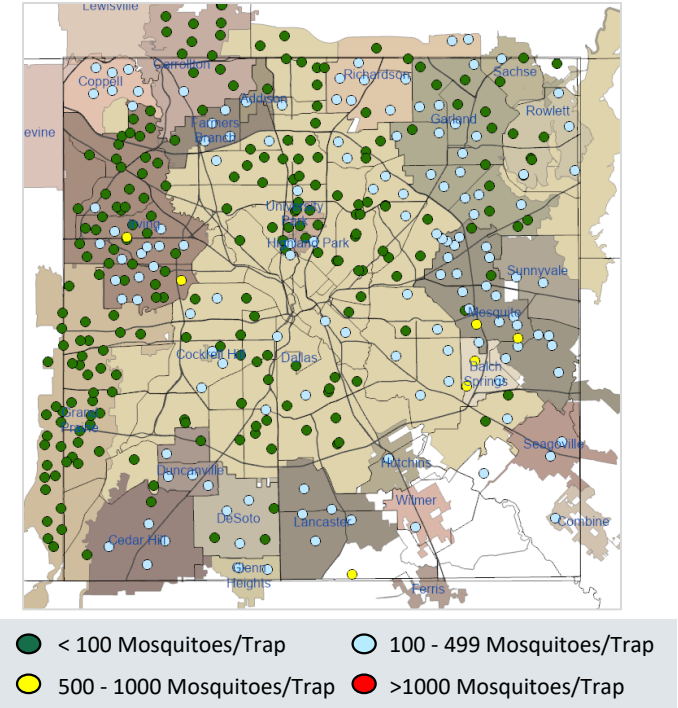 Lewisville
Carrollton
Coppell
Addison
Richardson
Sachse
Rowlett
Garland
Farmers
Branch
evine
University
Park
Irving
Highland Park
Sunnyvale
Mesquite
Cockrell Hill
Dallas
Balch
Springs
Grand
Prairie
Seagoville
Duncanville
Hutchins
Wilmer
DeSoto
Lancaster
Combine
Cedar Hill
Glenn
Heights
Ferris
< 100 Mosquitoes/Trap
100 - 499 Mosquitoes/Trap
500 - 1000 Mosquitoes/Trap
>1000 Mosquitoes/Trap